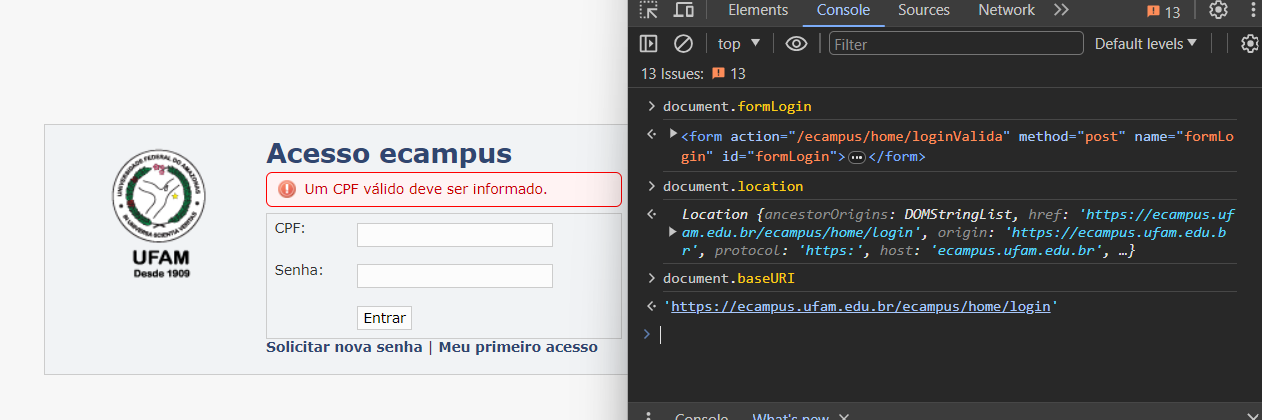 UNIVERSIDADE FEDERAL DO AMAZONAS
IN UNIVERSA SCIENTIA VERITAS
UFAM
Desde 1909
Acesso ecampus
Um CPF válido deve ser informado.
CPF:
Senha:
Entrar
Solicitar nova senha | Meu primeiro acesso
Elements Console Sources Network 13
top Filter Default levels
13 Issues: 13
document.formLogin
<form action="/ecampus/home/loginValida" method="post" name="formLo
gin" id="formLogin">…</form>
document.location
Location {ancestorOrigins: DOMStringList, href: 'https://ecampus.uf
am.edu.br/ecampus/home/login', origin: 'https://ecampus.ufam.edu.b
r', protocol: 'https:', host: 'ecampus.ufam.edu.br', …}
document.baseURI
'https://ecampus.ufam.edu.br/ecampus/home/login'
Console What's new